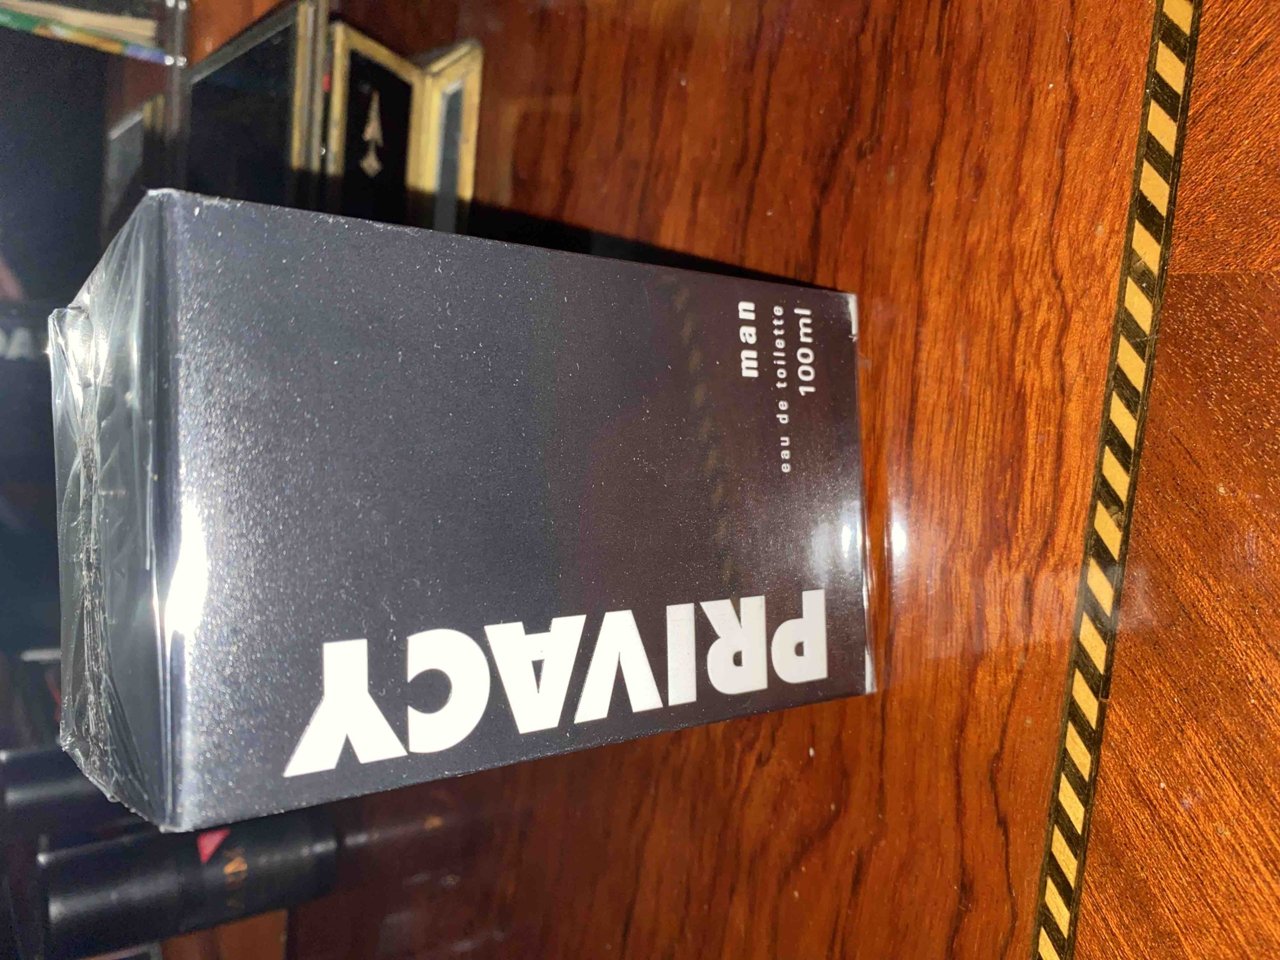 PRIVACY
man
eau de toilette
100ml